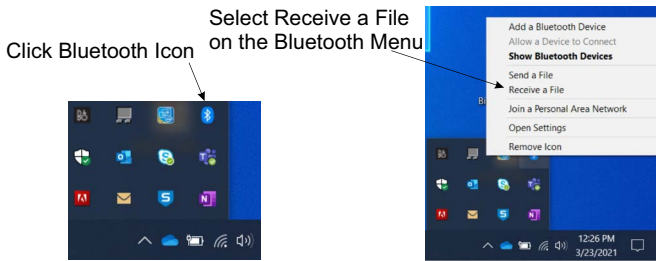 Select Receive a File
on the Bluetooth Menu
Click Bluetooth Icon
Add a Bluetooth Device
Allow a Device to Connect
Show Bluetooth Devices
Send a File
Receive a File
Join a Personal Area Network
Open Settings
Remove Icon
Bi
12:26 PM
3/23/2021